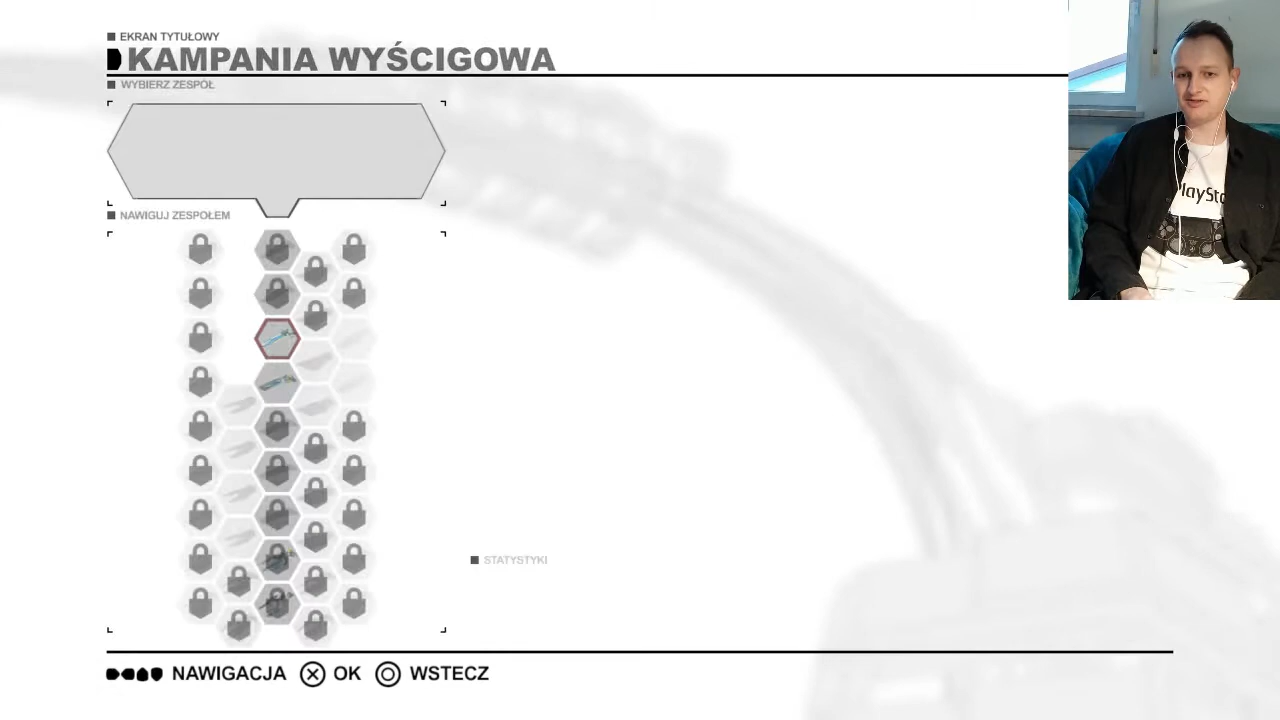 EKRAN TYTUŁOWY
KAMPANIA WYŚCIGOWA
WYBIERZ ZESPÓŁ
NAWIGUJ ZESPOŁEM
STATYSTYKI
NAWIGACJA OK WSTECZ